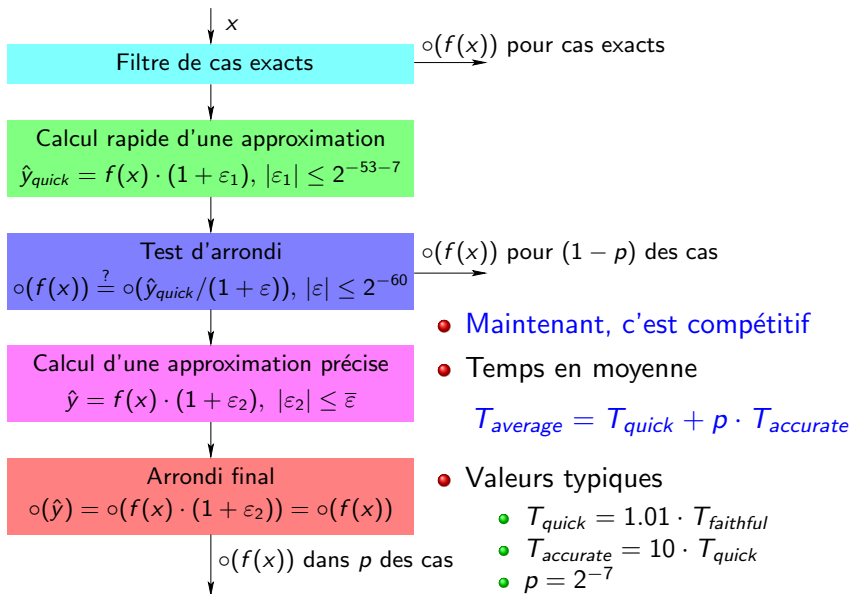 x
Filtre de cas exacts
∘(f(x)) pour cas exacts
Calcul rapide d'une approximation
ŷ_quick = f(x) · (1 + ε₁), |ε₁| ≤ 2^{−53−7}
Test d'arrondi
∘(f(x)) ≟ ∘(ŷ_quick/(1 + ε)), |ε| ≤ 2^{−60}
∘(f(x)) pour (1 − p) des cas
Calcul d'une approximation précise
ŷ = f(x) · (1 + ε₂), |ε₂| ≤ ε̅
Arrondi final
∘(ŷ) = ∘(f(x) · (1 + ε₂)) = ∘(f(x))
∘(f(x)) dans p des cas
Maintenant, c'est compétitif
Temps en moyenne
T_average = T_quick + p · T_accurate
Valeurs typiques
T_quick = 1.01 · T_faithful
T_accurate = 10 · T_quick
p = 2^{−7}